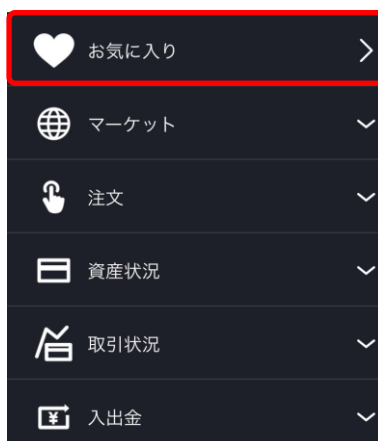 お気に入り
マーケット
注文
資産状況
取引状況
入出金